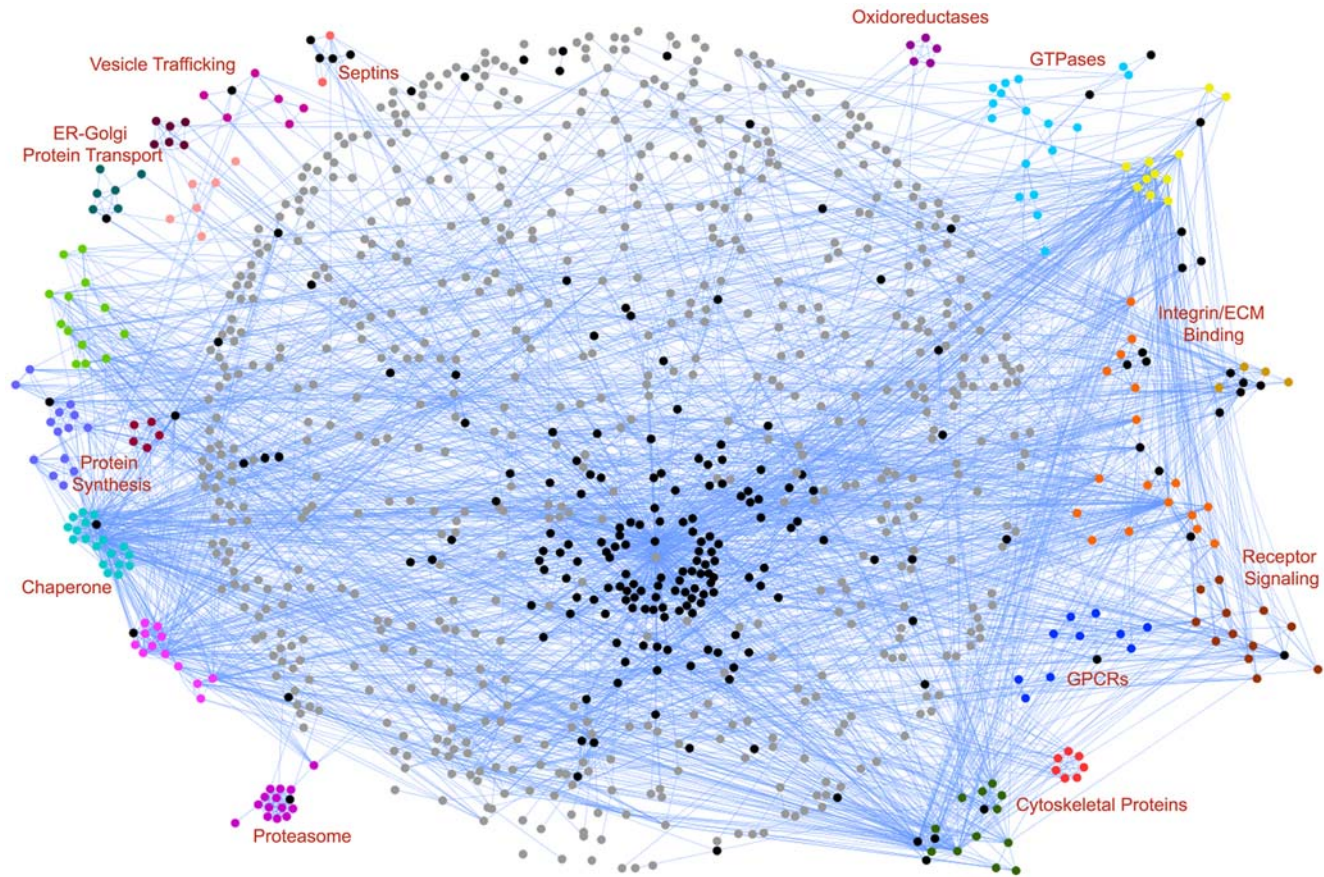 Oxidoreductases
GTPases
Vesicle Trafficking
Septins
ER-Golgi
Protein Transport
Integrin/ECM
Binding
Protein
Synthesis
Chaperone
Receptor
Signaling
GPCRs
Cytoskeletal Proteins
Proteasome